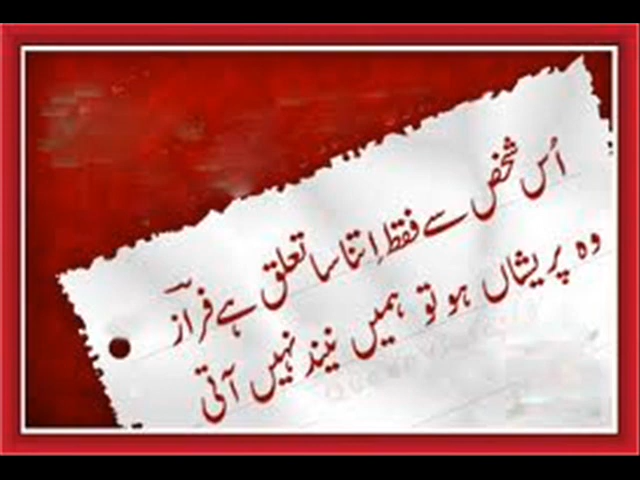 اُس شخص سے فقط اِتنا سا تعلق ہے فراز
وہ پریشاں ہو تو ہمیں نیند نہیں آتی